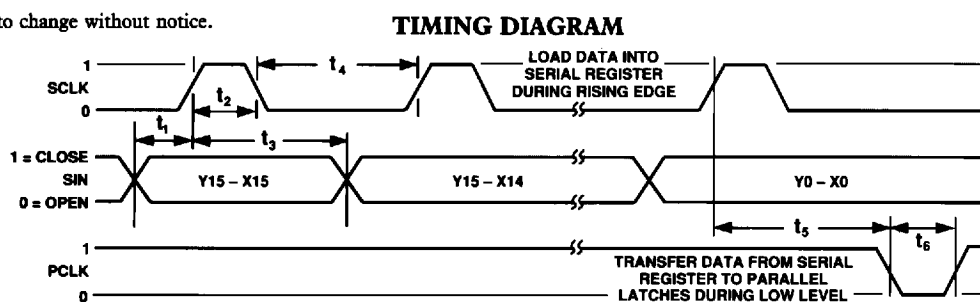 to change without notice.
TIMING DIAGRAM
1
SCLK
0
t2
t4
LOAD DATA INTO
SERIAL REGISTER
DURING RISING EDGE
t1
t3
1 = CLOSE
SIN
0 = OPEN
Y15 – X15
Y15 – X14
Y0 – X0
t5
t6
1
PCLK
0
TRANSFER DATA FROM SERIAL
REGISTER TO PARALLEL
LATCHES DURING LOW LEVEL